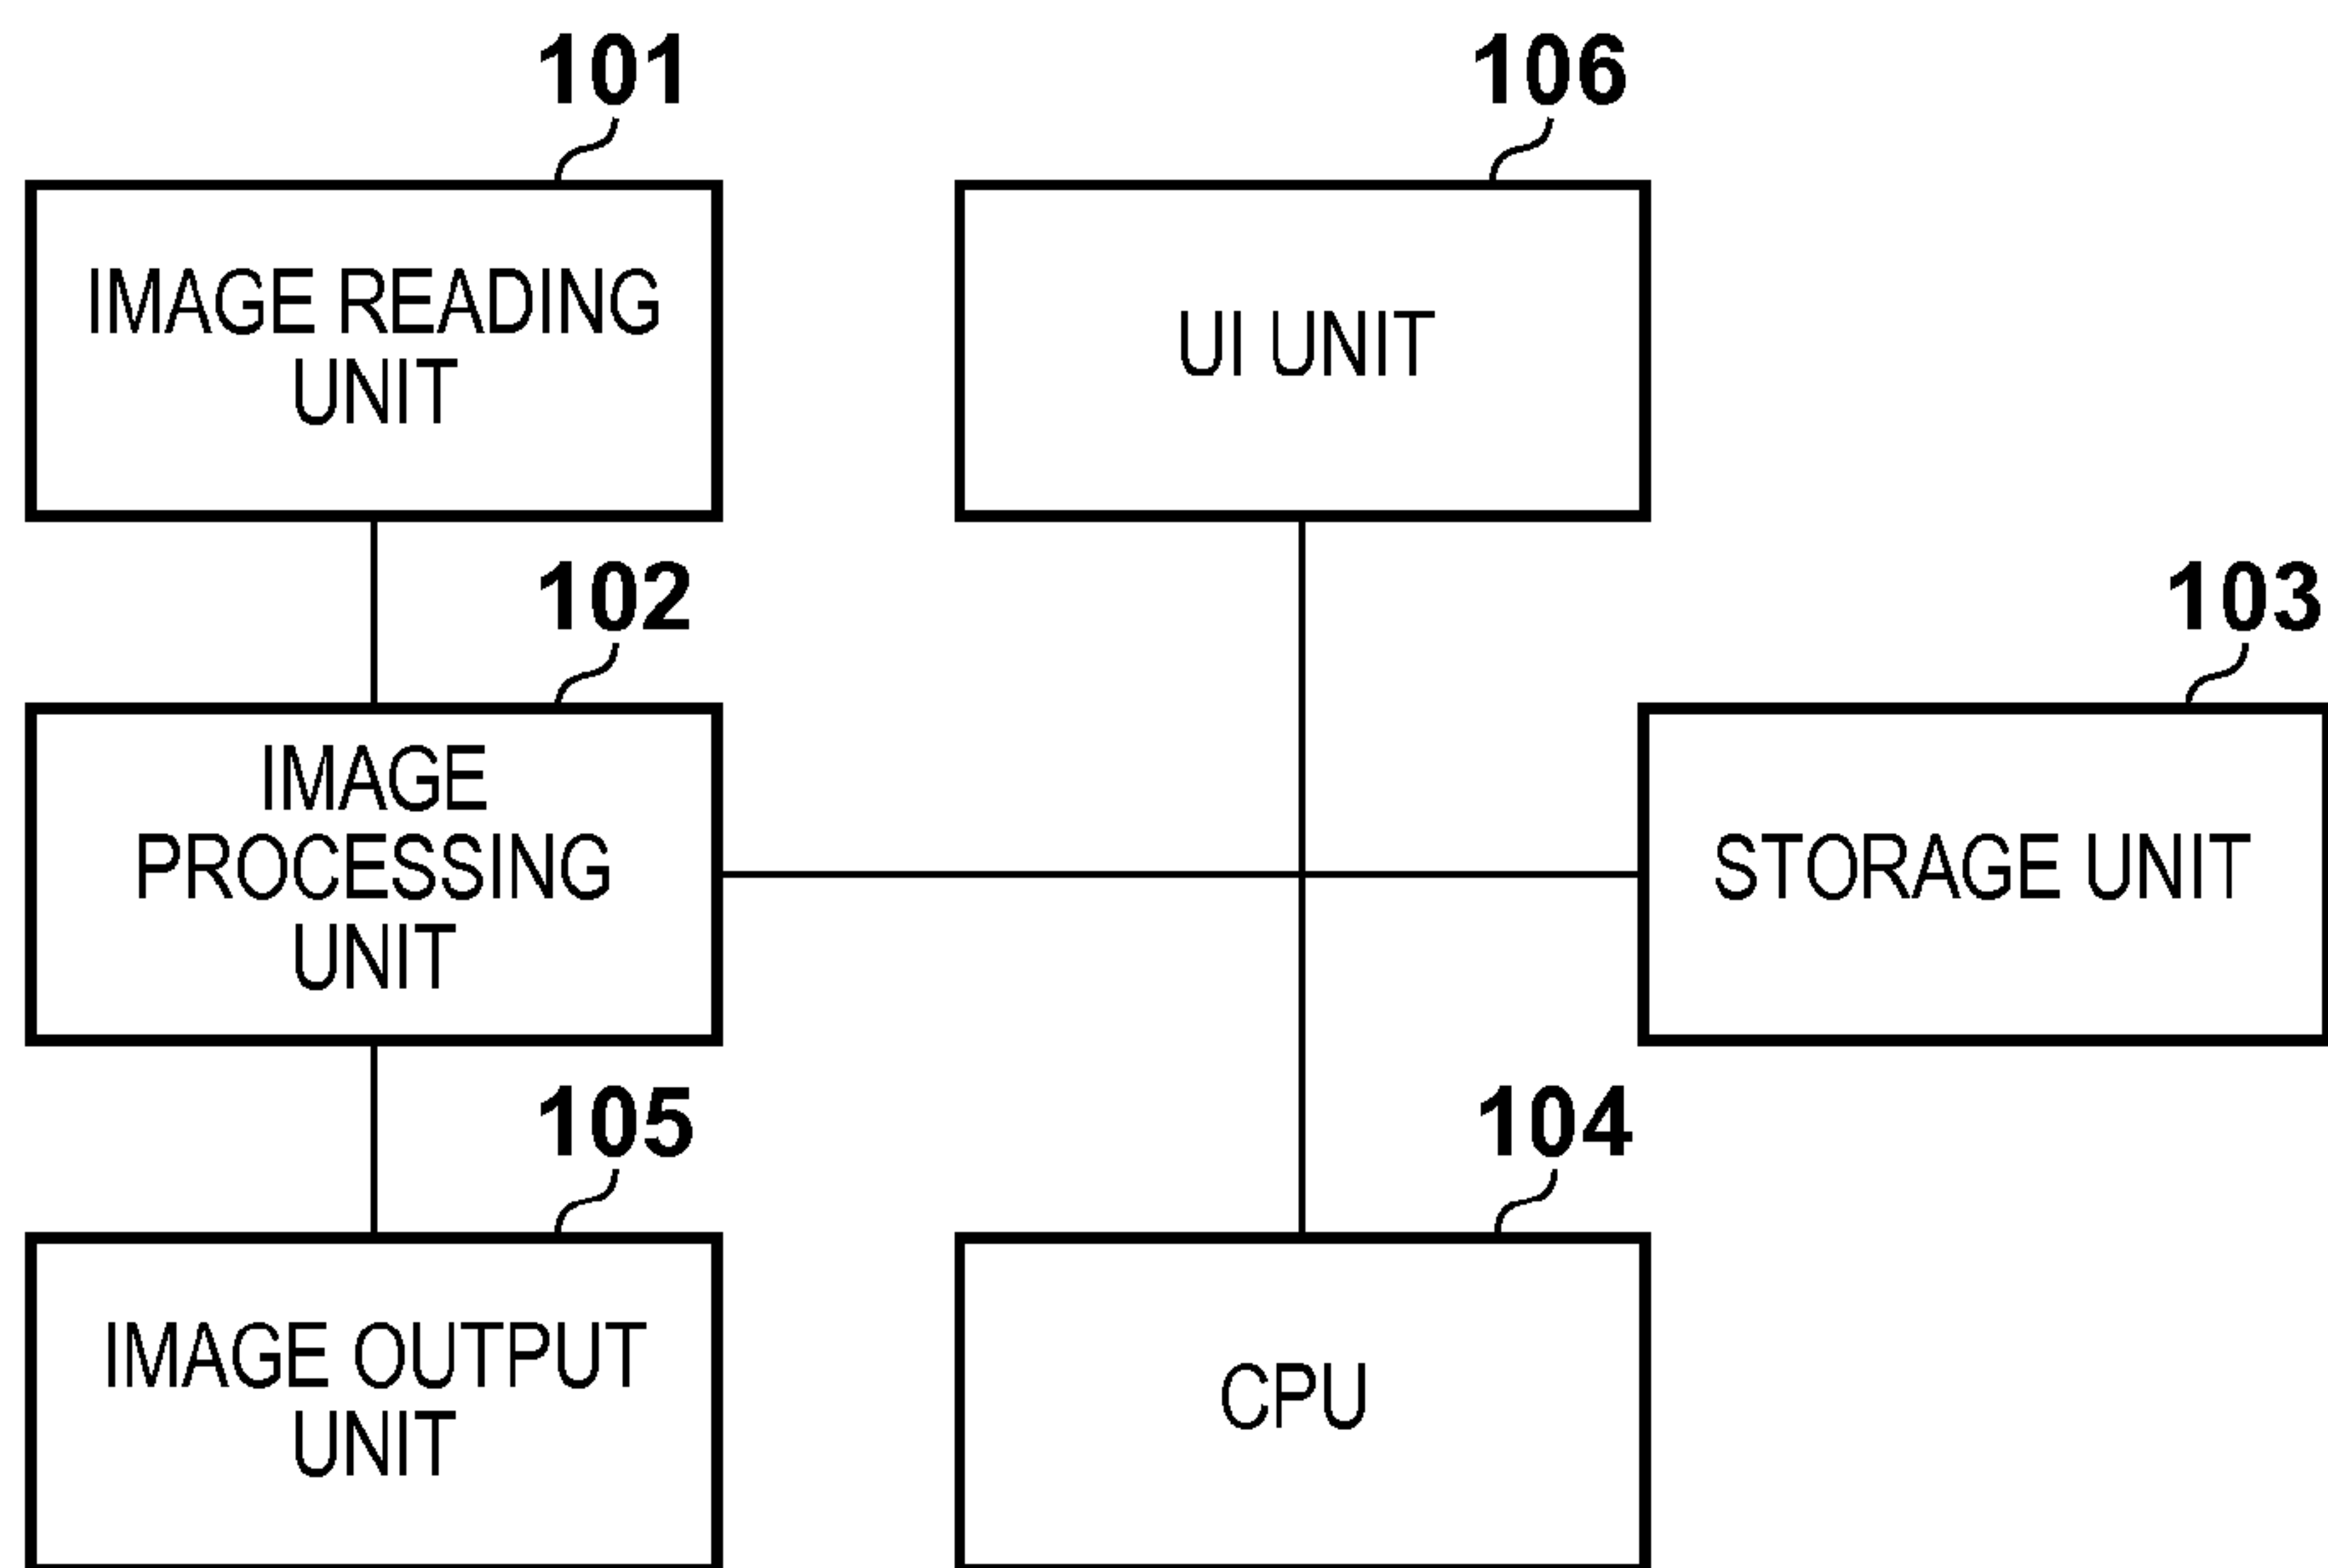 101
IMAGE READING
UNIT
106
UI UNIT
102
IMAGE
PROCESSING
UNIT
103
STORAGE UNIT
105
IMAGE OUTPUT
UNIT
104
CPU